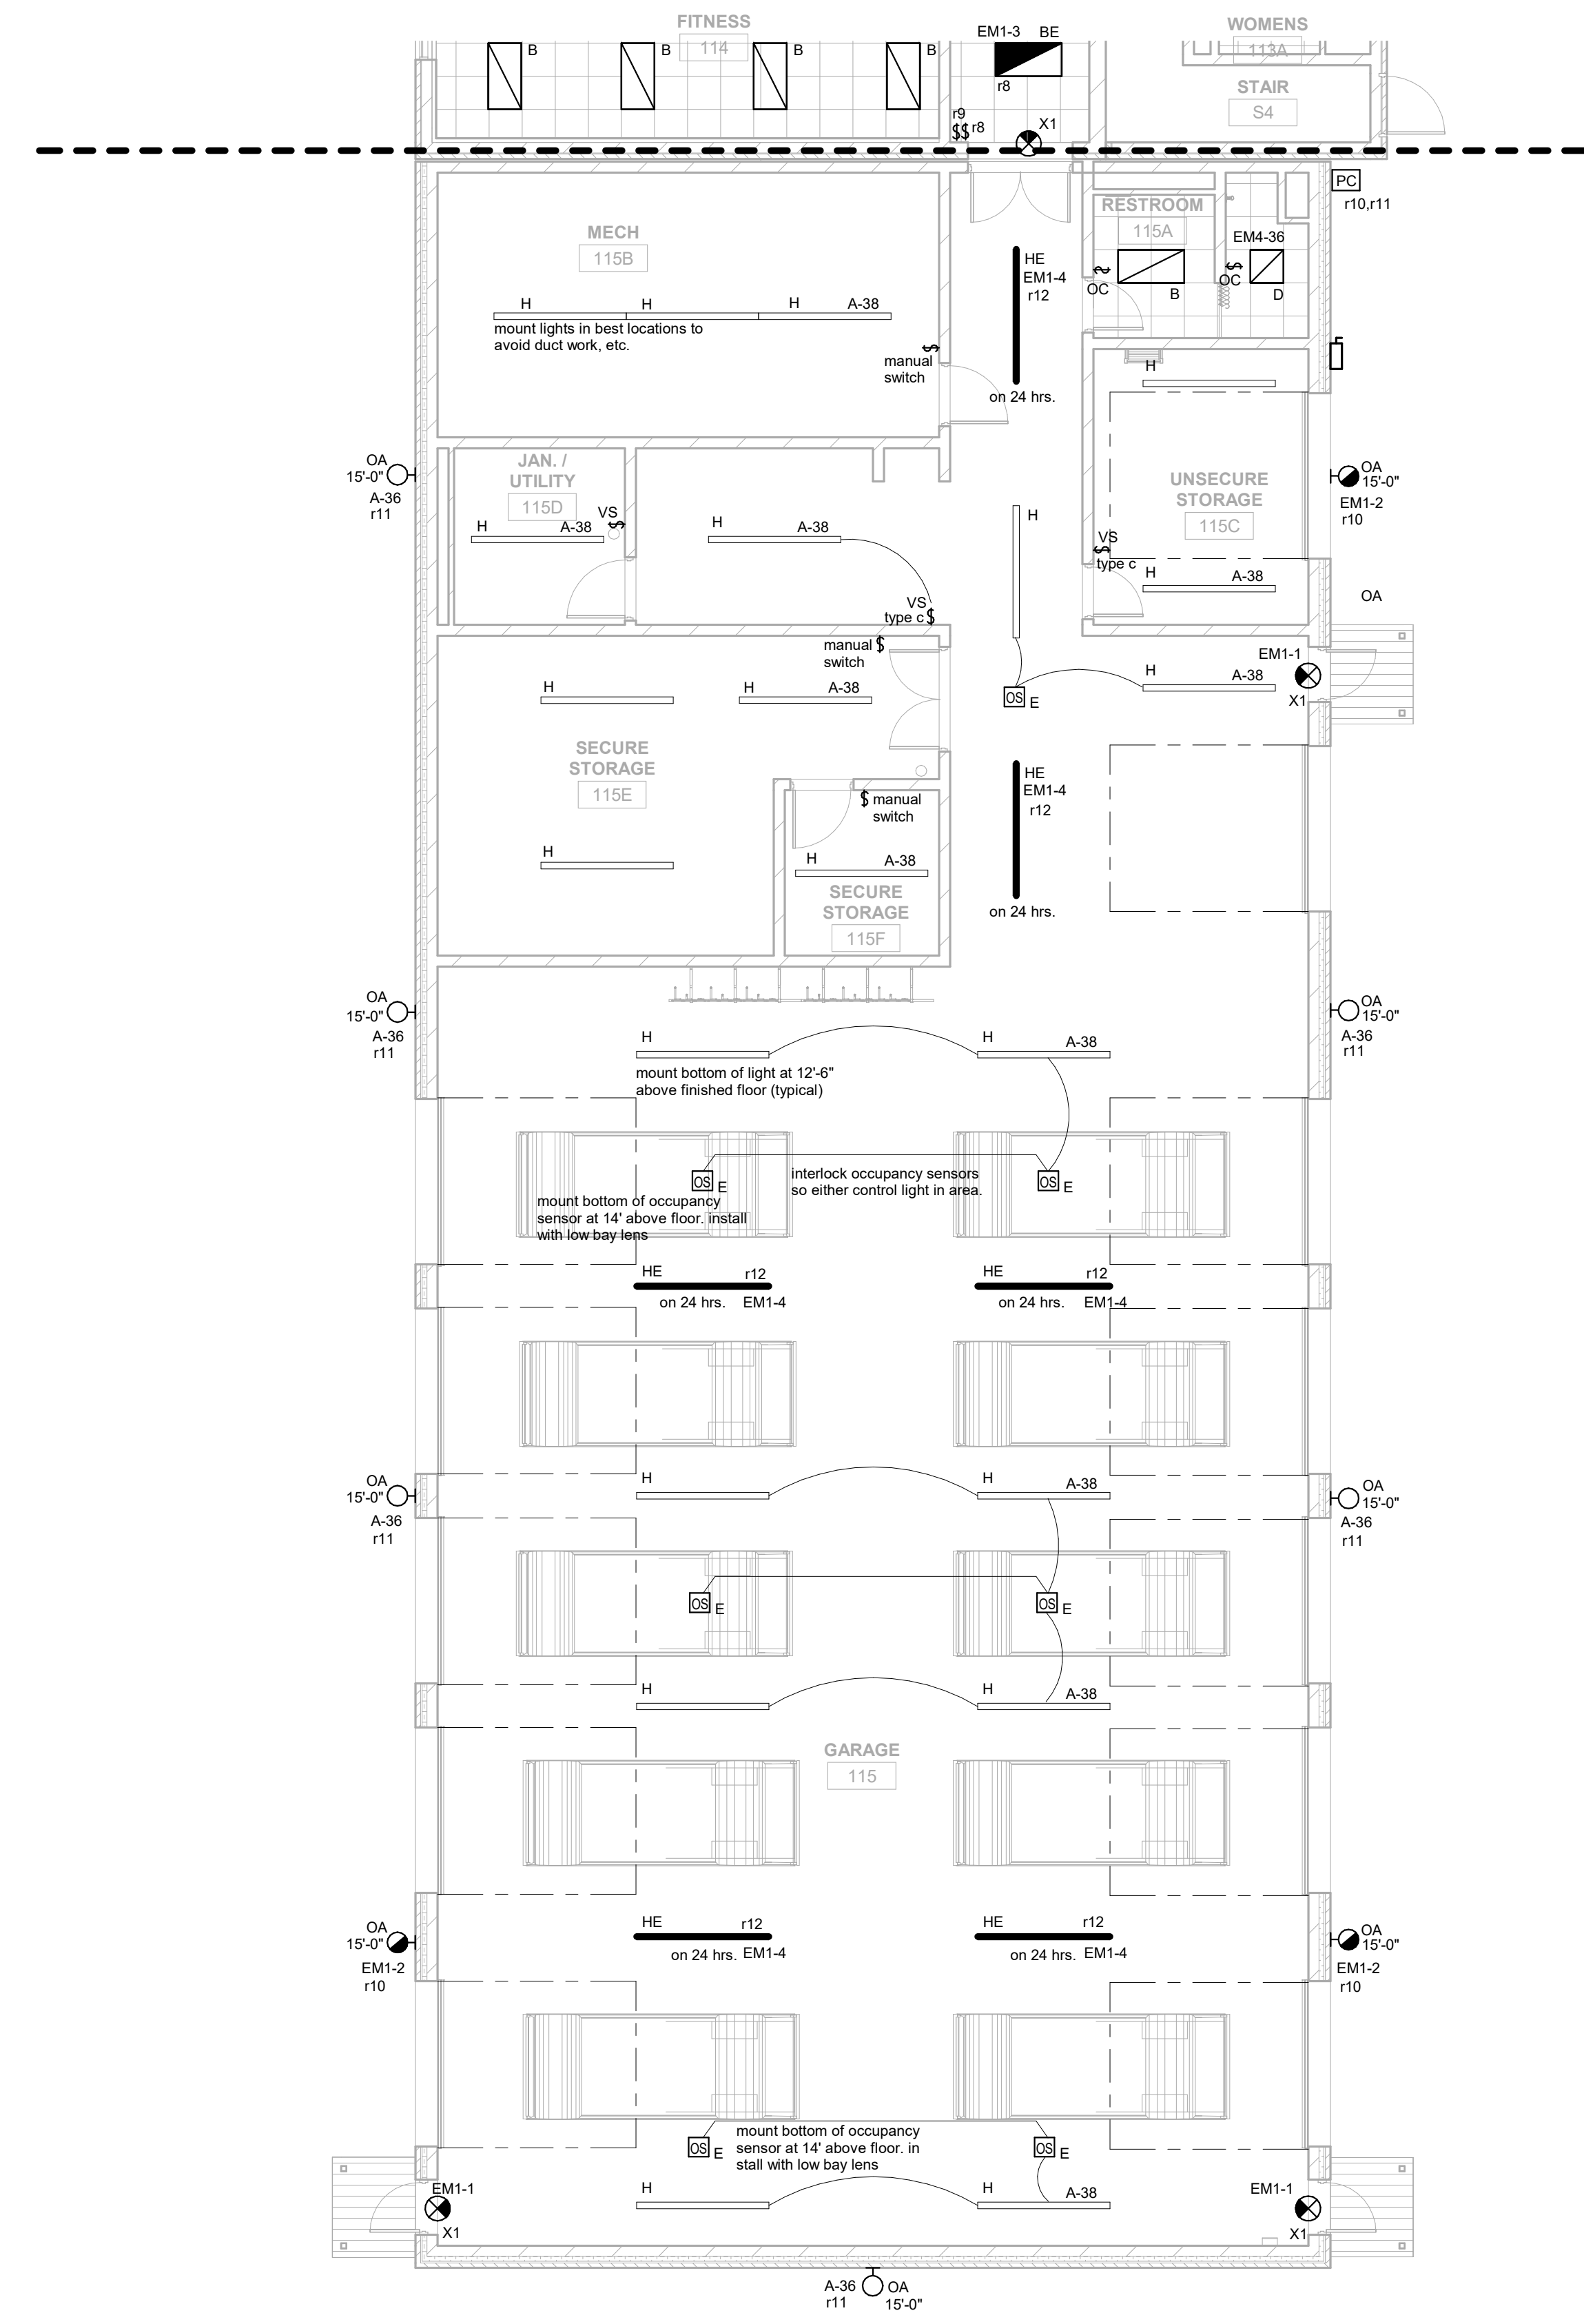 FITNESS
114
B
B
B
B
EM1-3
BE
r8
r9
$$
r8
X1
WOMENS
113A
STAIR
S4
PC
r10,r11
MECH
115B
H
H
H
A-38
mount lights in best locations to
avoid duct work, etc.
$
manual
switch
HE
EM1-4
r12
on 24 hrs.
RESTROOM
115A
$
OC
B
EM4-36
$
OC
D
H
OA
15'-0"
A-36
r11
JAN. /
UTILITY
115D
VS
$
H
A-38
H
A-38
VS
type c $
H
UNSECURE
STORAGE
115C
VS
$
type c
H
A-38
OA
15'-0"
EM1-2
r10
OA
manual $
switch
H
H
A-38
SECURE
STORAGE
115E
H
OS
E
H
A-38
EM1-1
X1
$ manual
switch
H
A-38
SECURE
STORAGE
115F
HE
EM1-4
r12
on 24 hrs.
OA
15'-0"
A-36
r11
OA
15'-0"
A-36
r11
H
H
A-38
mount bottom of light at 12'-6"
above finished floor (typical)
OS
E
interlock occupancy sensors
so either control light in area.
OS
E
mount bottom of occupancy
sensor at 14' above floor. install
with low bay lens
HE
r12
on 24 hrs.
EM1-4
HE
r12
on 24 hrs.
EM1-4
OA
15'-0"
A-36
r11
H
H
A-38
OA
15'-0"
A-36
r11
OS
E
OS
E
H
H
A-38
GARAGE
115
OA
15'-0"
EM1-2
r10
HE
r12
on 24 hrs.
EM1-4
HE
r12
on 24 hrs.
EM1-4
OA
15'-0"
EM1-2
r10
OS
E
mount bottom of occupancy
sensor at 14' above floor. in
stall with low bay lens
OS
E
EM1-1
X1
H
H
A-38
EM1-1
X1
A-36
r11
OA
15'-0"